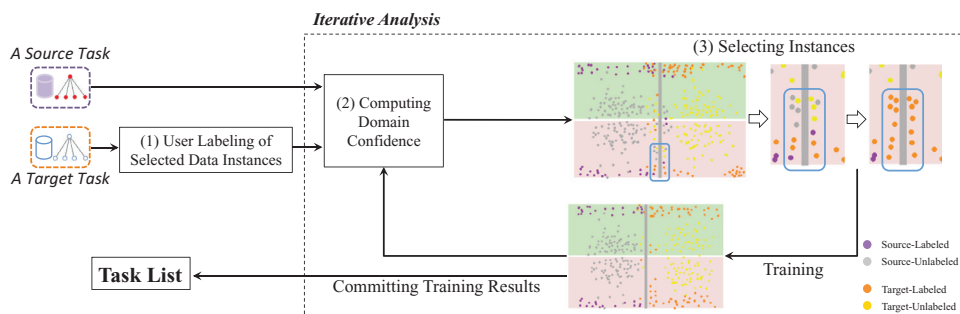 Iterative Analysis
A Source Task
(3) Selecting Instances
(2) Computing
Domain
Confidence
(1) User Labeling of
Selected Data Instances
A Target Task
Source-Labeled
Source-Unlabeled
Training
Task List
Committing Training Results
Target-Labeled
Target-Unlabeled